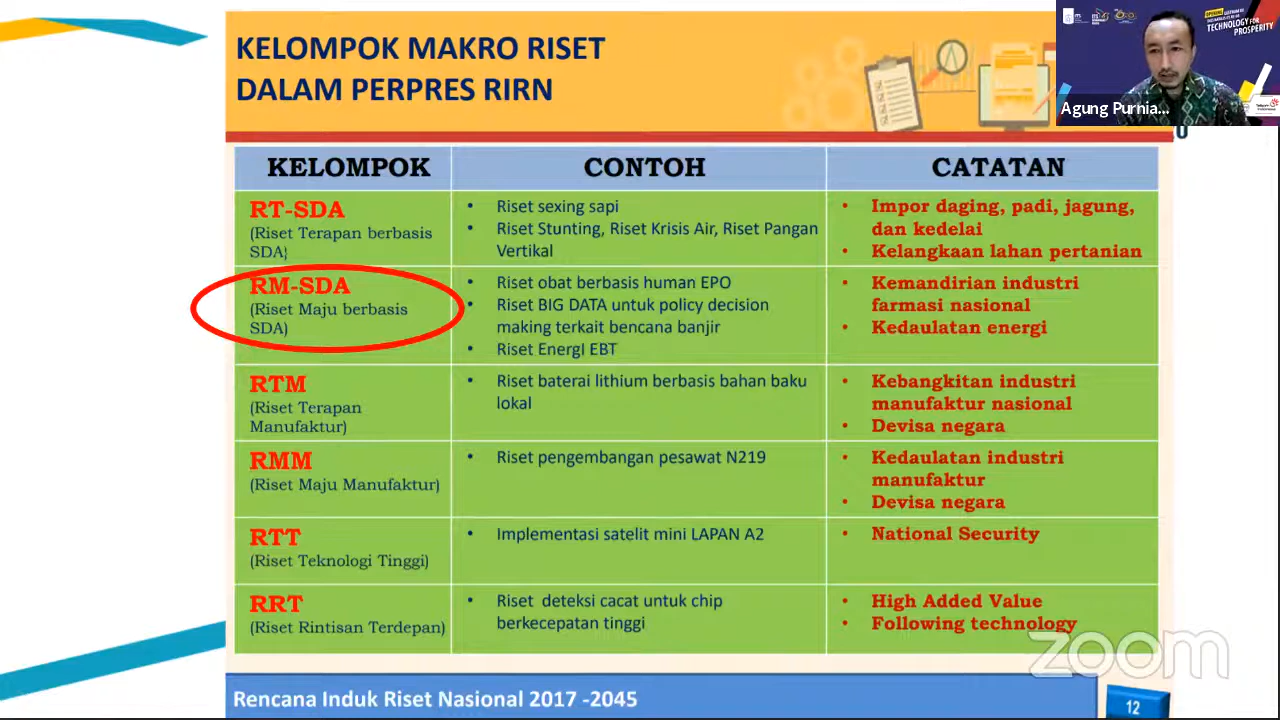 KELOMPOK MAKRO RISET
DALAM PERPRES RIRN
TECHNOLOGY FOR
PROSPERITY
Agung Purnia...
KELOMPOK
CONTOH
CATATAN
RT-SDA
(Riset Terapan berbasis
SDA)
• Riset sexing sapi
• Riset Stunting, Riset Krisis Air, Riset Pangan
Vertikal
• Impor daging, padi, jagung,
dan kedelai
• Kelangkaan lahan pertanian
RM-SDA
(Riset Maju berbasis
SDA)
• Riset obat berbasis human EPO
• Riset BIG DATA untuk policy decision
making terkait bencana banjir
• Riset EnergI EBT
• Kemandirian industri
farmasi nasional
• Kedaulatan energi
RTM
(Riset Terapan
Manufaktur)
• Riset baterai lithium berbasis bahan baku
lokal
• Kebangkitan industri
manufaktur nasional
• Devisa negara
RMM
(Riset Maju Manufaktur)
• Riset pengembangan pesawat N219
• Kedaulatan industri
manufaktur
• Devisa negara
RTT
(Riset Teknologi Tinggi)
• Implementasi satelit mini LAPAN A2
• National Security
RRT
(Riset Rintisan Terdepan)
• Riset deteksi cacat untuk chip
berkecepatan tinggi
• High Added Value
• Following technology
zoom
Rencana Induk Riset Nasional 2017 -2045
12